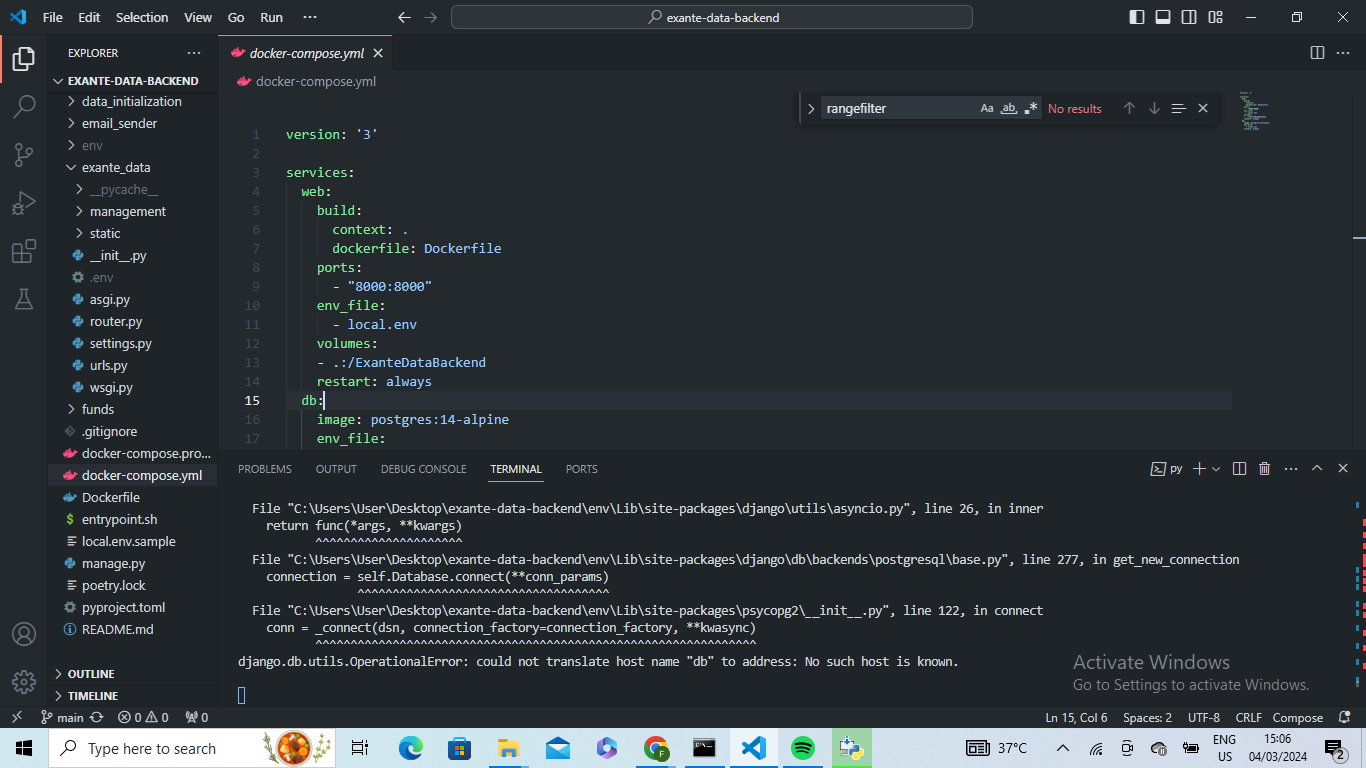 File Edit Selection View Go Run ···
exante-data-backend
EXPLORER
EXANTE-DATA-BACKEND
data_initialization
email_sender
env
exante_data
__pycache__
management
static
__init__.py
.env
asgi.py
router.py
settings.py
urls.py
wsgi.py
funds
.gitignore
docker-compose.pro...
docker-compose.yml
Dockerfile
entrypoint.sh
local.env.sample
manage.py
poetry.lock
pyproject.toml
README.md
OUTLINE
TIMELINE
docker-compose.yml
docker-compose.yml
rangefilter Aa ab .* No results
1 version: '3'
2
3 services:
4 web:
5 build:
6 context: .
7 dockerfile: Dockerfile
8 ports:
9 - "8000:8000"
10 env_file:
11 - local.env
12 volumes:
13 - .:/ExanteDataBackend
14 restart: always
15 db:
16 image: postgres:14-alpine
17 env_file:
PROBLEMS OUTPUT DEBUG CONSOLE TERMINAL PORTS
py
File "C:\Users\User\Desktop\exante-data-backend\env\Lib\site-packages\django\utils\asyncio.py", line 26, in inner
return func(*args, **kwargs)
^^^^^^^^^^^^^^^^^^^^^
File "C:\Users\User\Desktop\exante-data-backend\env\Lib\site-packages\django\db\backends\postgresql\base.py", line 277, in get_new_connection
connection = self.Database.connect(**conn_params)
^^^^^^^^^^^^^^^^^^^^^^^^^^^^^^^^^^^^
File "C:\Users\User\Desktop\exante-data-backend\env\Lib\site-packages\psycopg2\__init__.py", line 122, in connect
conn = _connect(dsn, connection_factory=connection_factory, **kwasync)
^^^^^^^^^^^^^^^^^^^^^^^^^^^^^^^^^^^^^^^^^^^^^^^^^^^^^^^^^^^^^^^
django.db.utils.OperationalError: could not translate host name "db" to address: No such host is known.
Activate Windows
Go to Settings to activate Windows.
main 0 0 0
Ln 15, Col 6 Spaces: 2 UTF-8 CRLF Compose
Type here to search
37°C
ENG
US
15:06
04/03/2024
2